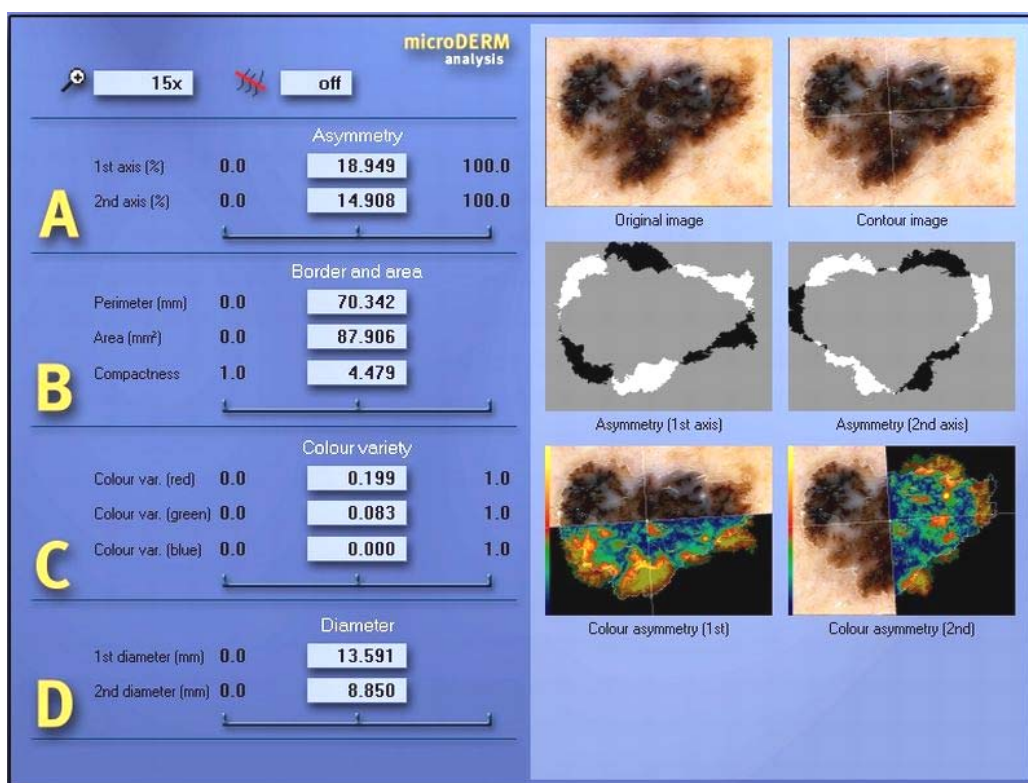 microDERM
analysis
15x off
A
Asymmetry
1st axis (%) 0.0 18.949 100.0
2nd axis (%) 0.0 14.908 100.0
B
Border and area
Perimeter (mm) 0.0 70.342
Area (mm²) 0.0 87.906
Compactness 1.0 4.479
C
Colour variety
Colour var. (red) 0.0 0.199 1.0
Colour var. (green) 0.0 0.083 1.0
Colour var. (blue) 0.0 0.000 1.0
D
Diameter
1st diameter (mm) 0.0 13.591
2nd diameter (mm) 0.0 8.850
Original image Contour image
Asymmetry (1st axis) Asymmetry (2nd axis)
Colour asymmetry (1st) Colour asymmetry (2nd)